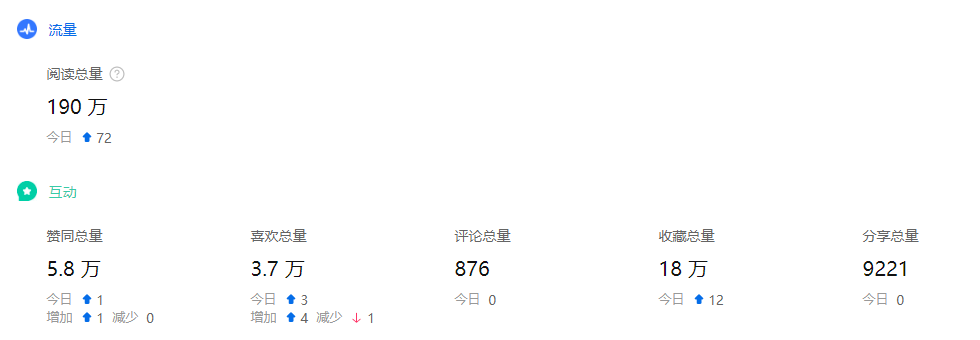 流量
阅读总量 ?
190 万
今日 72
互动
赞同总量 喜欢总量 评论总量 收藏总量 分享总量
5.8 万 3.7 万 876 18 万 9221
今日 1 今日 3 今日 0 今日 12 今日 0
增加 1 减少 0 增加 4 减少 1